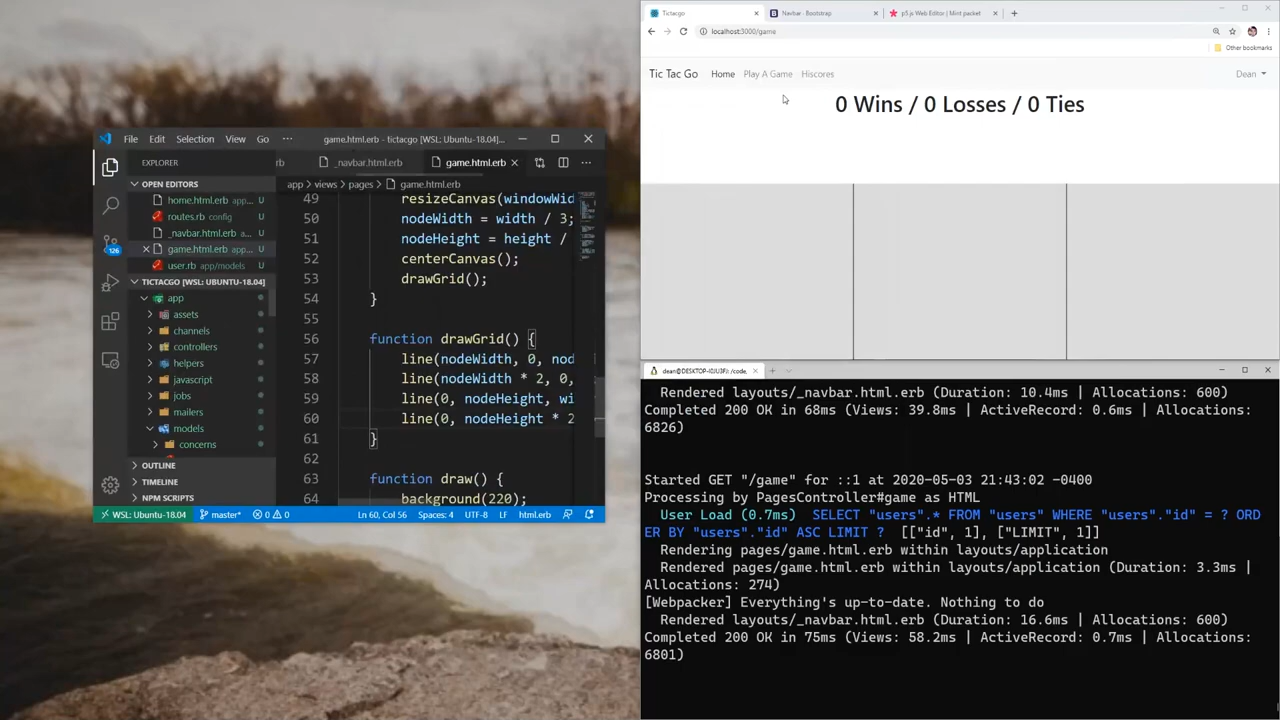 File Edit Selection View Go ··· game.html.erb - tictacgo [WSL: Ubuntu-18.04]
EXPLORER
OPEN EDITORS
home.html.erb U
routes.rb config U
_navbar.html.erb a... U
game.html.erb app... U
user.rb app/models U
TICTACGO [WSL: UBUNTU-18.04]
app
assets
channels
controllers
helpers
javascript
jobs
mailers
models
concerns
OUTLINE
TIMELINE
NPM SCRIPTS
126
rb _navbar.html.erb game.html.erb
app > views > pages > game.html.erb
49 resizeCanvas(windowWid
50 nodeWidth = width / 3;
51 nodeHeight = height /
52 centerCanvas();
53 drawGrid();
54 }
55
56 function drawGrid() {
57 line(nodeWidth, 0, nod
58 line(nodeWidth * 2, 0,
59 line(0, nodeHeight, wi
60 line(0, nodeHeight * 2
61 }
62
63 function draw() {
64 background(220);
WSL: Ubuntu-18.04 master* 0 0 Ln 60, Col 56 Spaces: 4 UTF-8 LF html.erb
Tictacgo Navbar · Bootstrap p5.js Web Editor | Mint packet
localhost:3000/game
Other bookmarks
Tic Tac Go Home Play A Game Hiscores Dean
0 Wins / 0 Losses / 0 Ties
Rendered layouts/_navbar.html.erb (Duration: 10.4ms | Allocations: 600)
Completed 200 OK in 68ms (Views: 39.8ms | ActiveRecord: 0.6ms | Allocations:
6826)
Started GET "/game" for ::1 at 2020-05-03 21:43:02 -0400
Processing by PagesController#game as HTML
User Load (0.7ms) SELECT "users".* FROM "users" WHERE "users"."id" = ? ORD
ER BY "users"."id" ASC LIMIT ? [["id", 1], ["LIMIT", 1]]
Rendering pages/game.html.erb within layouts/application
Rendered pages/game.html.erb within layouts/application (Duration: 3.3ms |
Allocations: 274)
[Webpacker] Everything's up-to-date. Nothing to do
Rendered layouts/_navbar.html.erb (Duration: 16.6ms | Allocations: 600)
Completed 200 OK in 75ms (Views: 58.2ms | ActiveRecord: 0.7ms | Allocations:
6801)